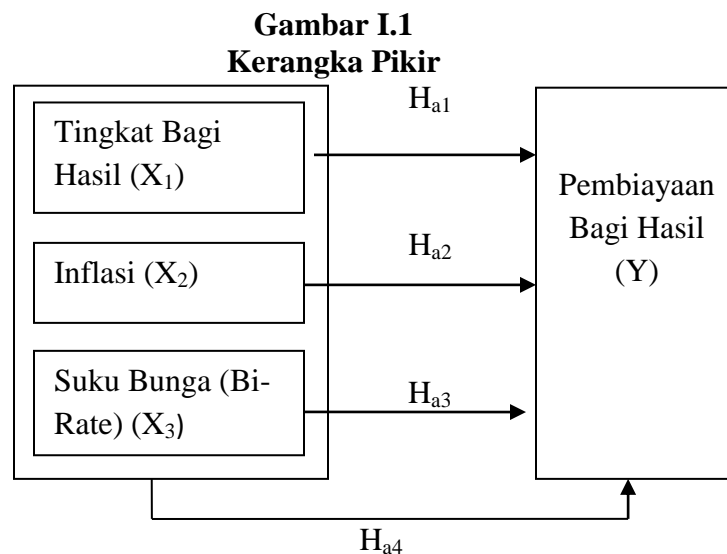 Gambar I.1
Kerangka Pikir
H‌a1
Tingkat Bagi
Hasil (X₁)
Pembiayaan
Bagi Hasil
(Y)
Ha2
Inflasi (X₂)
Suku Bunga (Bi-
Rate) (X₃)
Ha3
Ha4